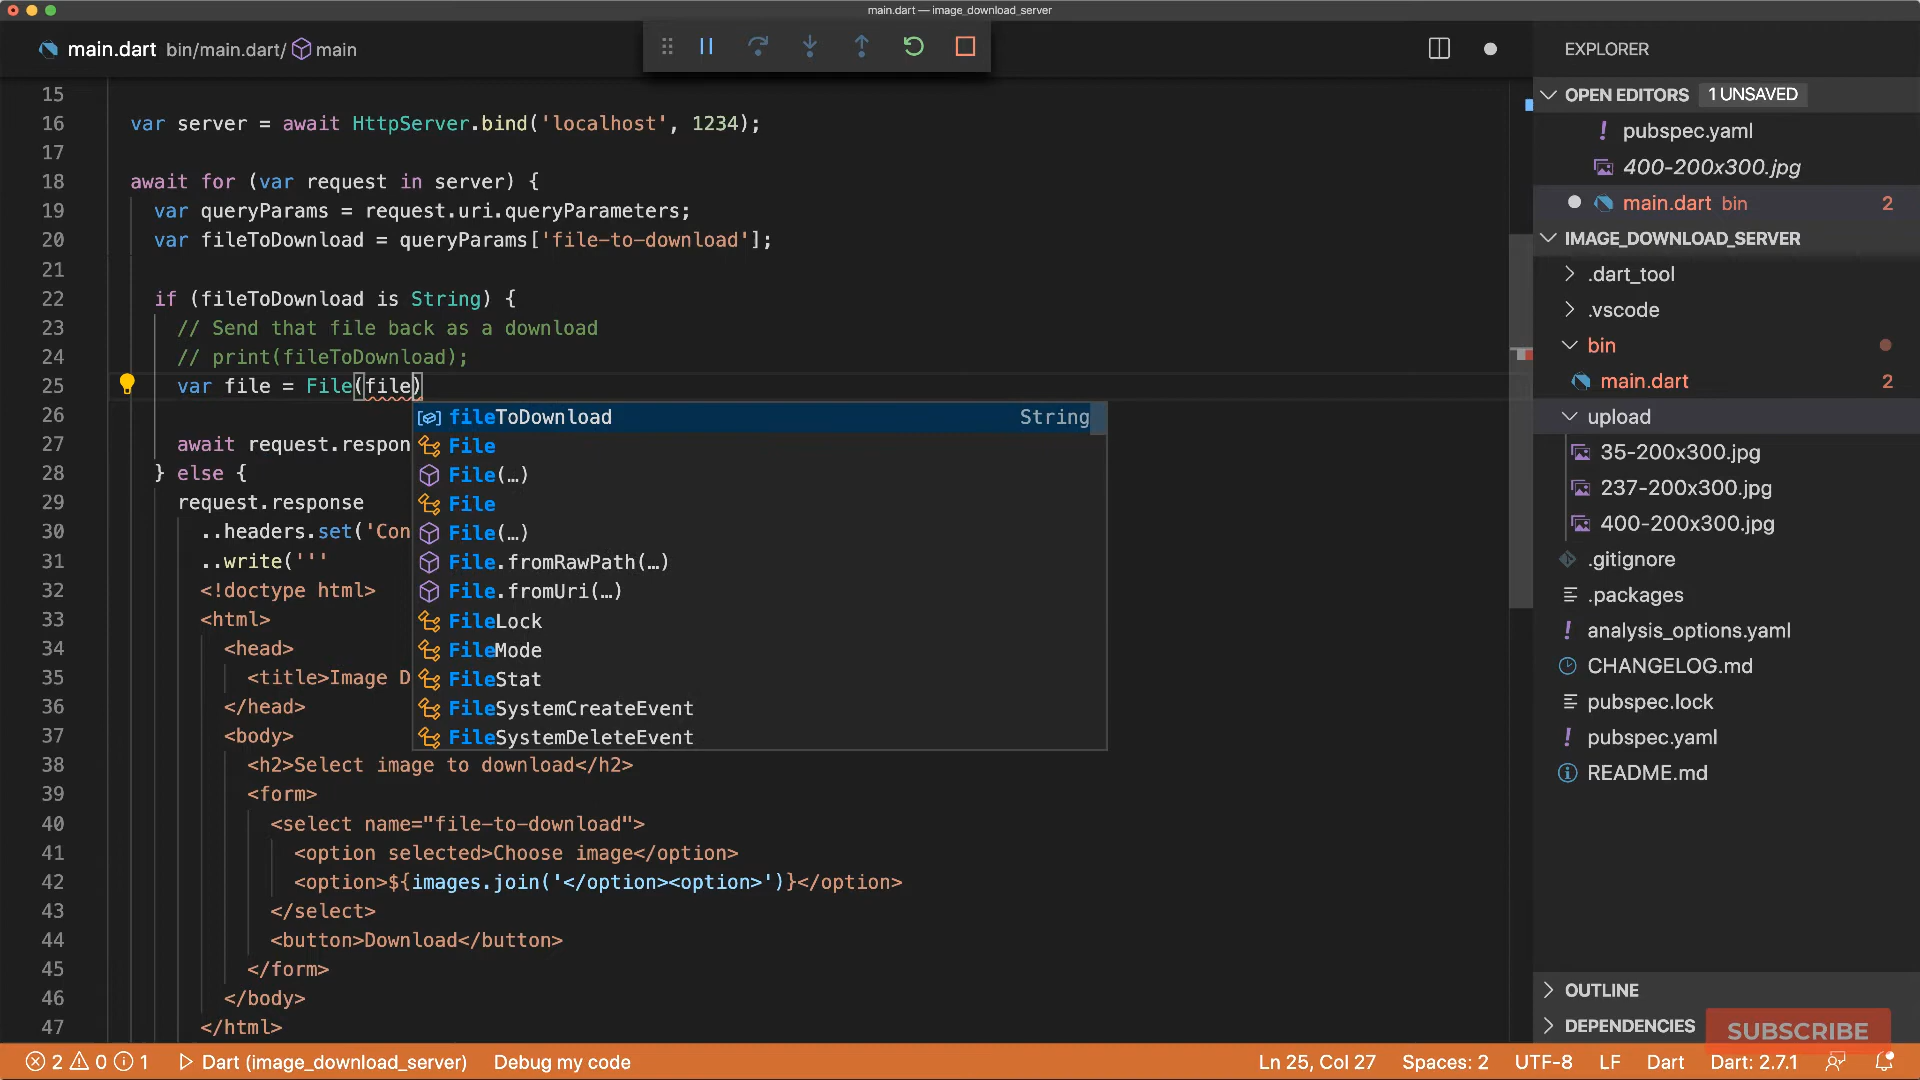 main.dart — image_download_server
main.dart bin/main.dart/ main
15
16 var server = await HttpServer.bind('localhost', 1234);
17
18 await for (var request in server) {
19 var queryParams = request.uri.queryParameters;
20 var fileToDownload = queryParams['file-to-download'];
21
22 if (fileToDownload is String) {
23 // Send that file back as a download
24 // print(fileToDownload);
25 var file = File(file)
26
27 await request.respon
28 } else {
29 request.response
30 ..headers.set('Con
31 ..write('''
32 <!doctype html>
33 <html>
34 <head>
35 <title>Image D
36 </head>
37 <body>
38 <h2>Select image to download</h2>
39 <form>
40 <select name="file-to-download">
41 <option selected>Choose image</option>
42 <option>${images.join('</option><option>')}</option>
43 </select>
44 <button>Download</button>
45 </form>
46 </body>
47 </html>
fileToDownload String
File
File(…)
File
File(…)
File.fromRawPath(…)
File.fromUri(…)
FileLock
FileMode
FileStat
FileSystemCreateEvent
FileSystemDeleteEvent
EXPLORER
OPEN EDITORS 1 UNSAVED
! pubspec.yaml
400-200x300.jpg
main.dart bin 2
IMAGE_DOWNLOAD_SERVER
.dart_tool
.vscode
bin
main.dart 2
upload
35-200x300.jpg
237-200x300.jpg
400-200x300.jpg
.gitignore
.packages
! analysis_options.yaml
CHANGELOG.md
pubspec.lock
! pubspec.yaml
README.md
OUTLINE
DEPENDENCIES
SUBSCRIBE
2 0 1 Dart (image_download_server) Debug my code Ln 25, Col 27 Spaces: 2 UTF-8 LF Dart Dart: 2.7.1